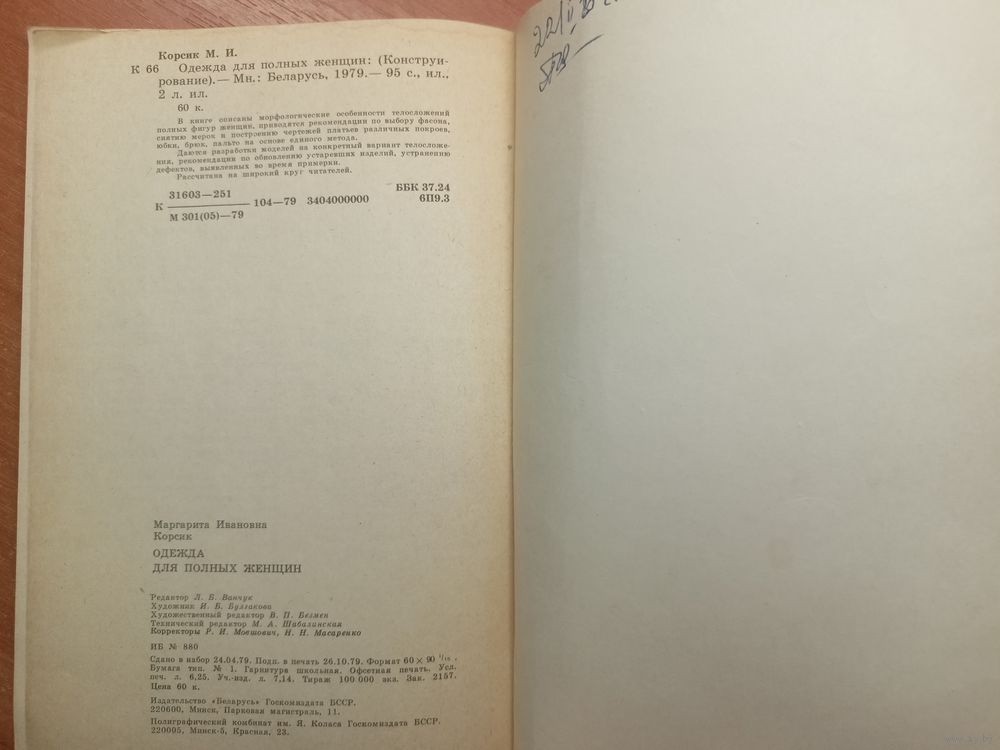 Корсик М. И.
К 66 Одежда для полных женщин: (Конструи-
рование).— Мн.: Беларусь, 1979.— 95 с., ил.,
2 л. ил.
60 к.
В книге описаны морфологические особенности телосложений
полных фигур женщин, приводятся рекомендации по выбору фасона,
снятию мерок и построению чертежей платьев различных покроев,
юбки, брюк, пальто на основе единого метода.
Даются разработки моделей на конкретный вариант телосложе-
ния, рекомендации по обновлению устаревших изделий, устранению
дефектов, выявленных во время примерки.
Рассчитана на широкий круг читателей.
К 31603—251
М 301(05)—79 104—79 3404000000
ББК 37.24
6П9.3
Маргарита Ивановна
Корсик
ОДЕЖДА
ДЛЯ ПОЛНЫХ ЖЕНЩИН
Редактор Л. Б. Ванчук
Художник И. Б. Булгакова
Художественный редактор В. П. Безмен
Технический редактор М. А. Шабалинская
Корректоры Р. И. Мовшович, Н. Н. Масаренко
ИБ № 880
Сдано в набор 24.04.79. Подп. в печать 26.10.79. Формат 60×90 1/16.
Бумага тип. № 1. Гарнитура школьная. Офсетная печать. Усл.
печ. л. 6,25. Уч.-изд. л. 7,14. Тираж 100 000 экз. Зак. 2157.
Цена 60 к.
Издательство «Беларусь» Госкомиздата БССР.
220600, Минск, Парковая магистраль, 11.
Полиграфический комбинат им. Я. Коласа Госкомиздата БССР.
220005, Минск-5, Красная, 23.